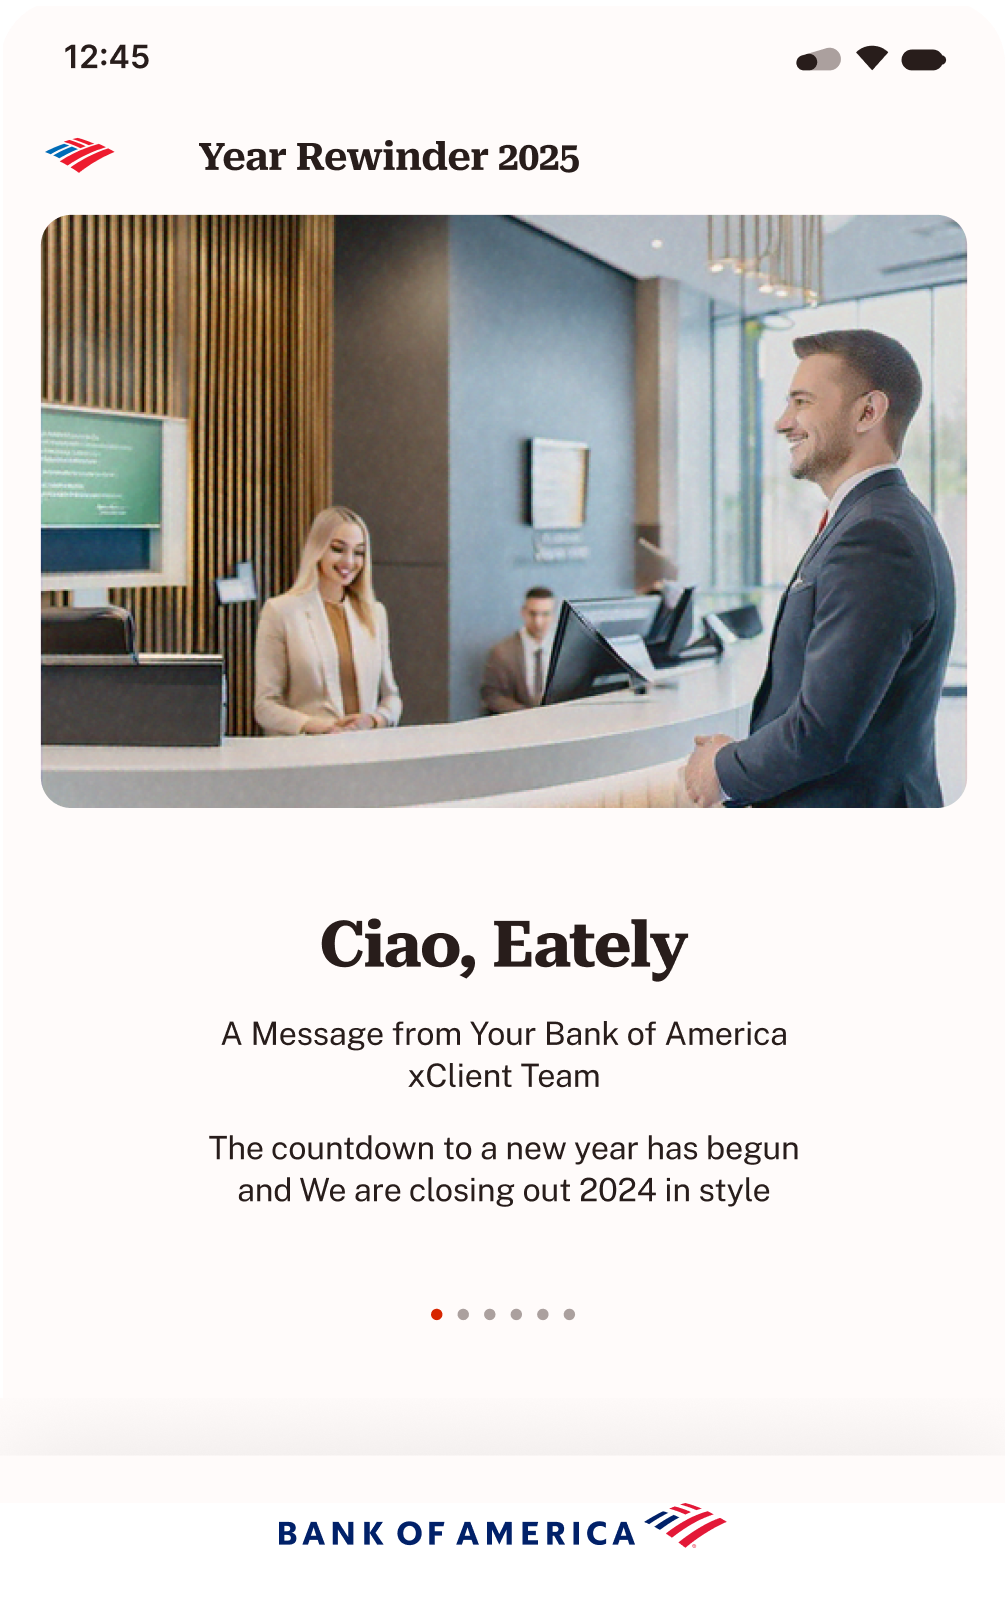 12:45
Year Rewinder 2025
Ciao, Eately
A Message from Your Bank of America
xClient Team
The countdown to a new year has begun
and We are closing out 2024 in style
BANK OF AMERICA